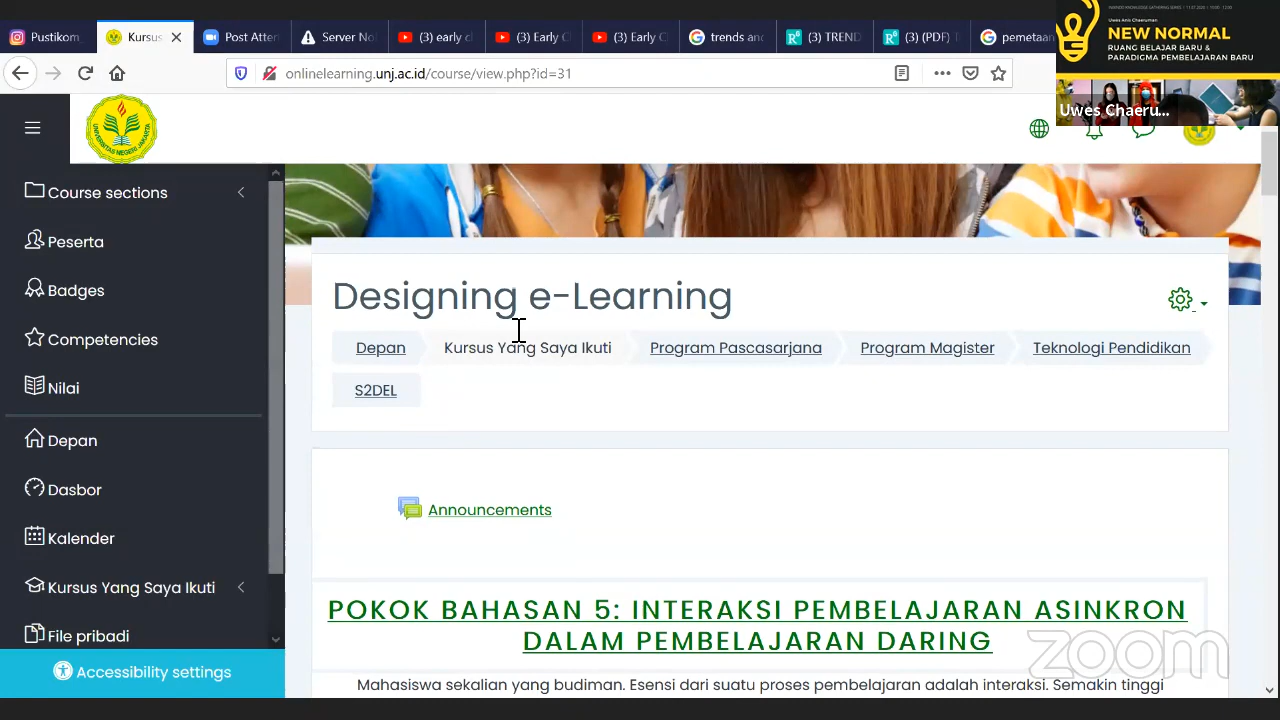 Pustikom
Kursus
Post Atten
Server No
(3) early c
(3) Early C
(3) Early C
trends and
(3) TREND
(3) (PDF)
pemetaan
Uwes Anis Chaeruman
NEW NORMAL
RUANG BELAJAR BARU &
PARADIGMA PEMBELAJARAN BARU
Uwes Chaeru...
onlinelearning.unj.ac.id/course/view.php?id=31
Course sections
Peserta
Badges
Competencies
Nilai
Depan
Dasbor
Kalender
Kursus Yang Saya Ikuti
File pribadi
Accessibility settings
Designing e-Learning
Depan
Kursus Yang Saya Ikuti
Program Pascasarjana
Program Magister
Teknologi Pendidikan
S2DEL
Announcements
POKOK BAHASAN 5: INTERAKSI PEMBELAJARAN ASINKRON
DALAM PEMBELAJARAN DARING
Mahasiswa sekalian yang budiman. Esensi dari suatu proses pembelajaran adalah interaksi. Semakin tinggi
zoom